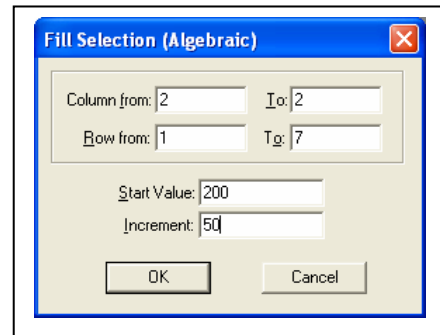 Fill Selection (Algebraic)
Column from: 2 To: 2
Row from: 1 To: 7
Start Value: 200
Increment: 50
OK Cancel